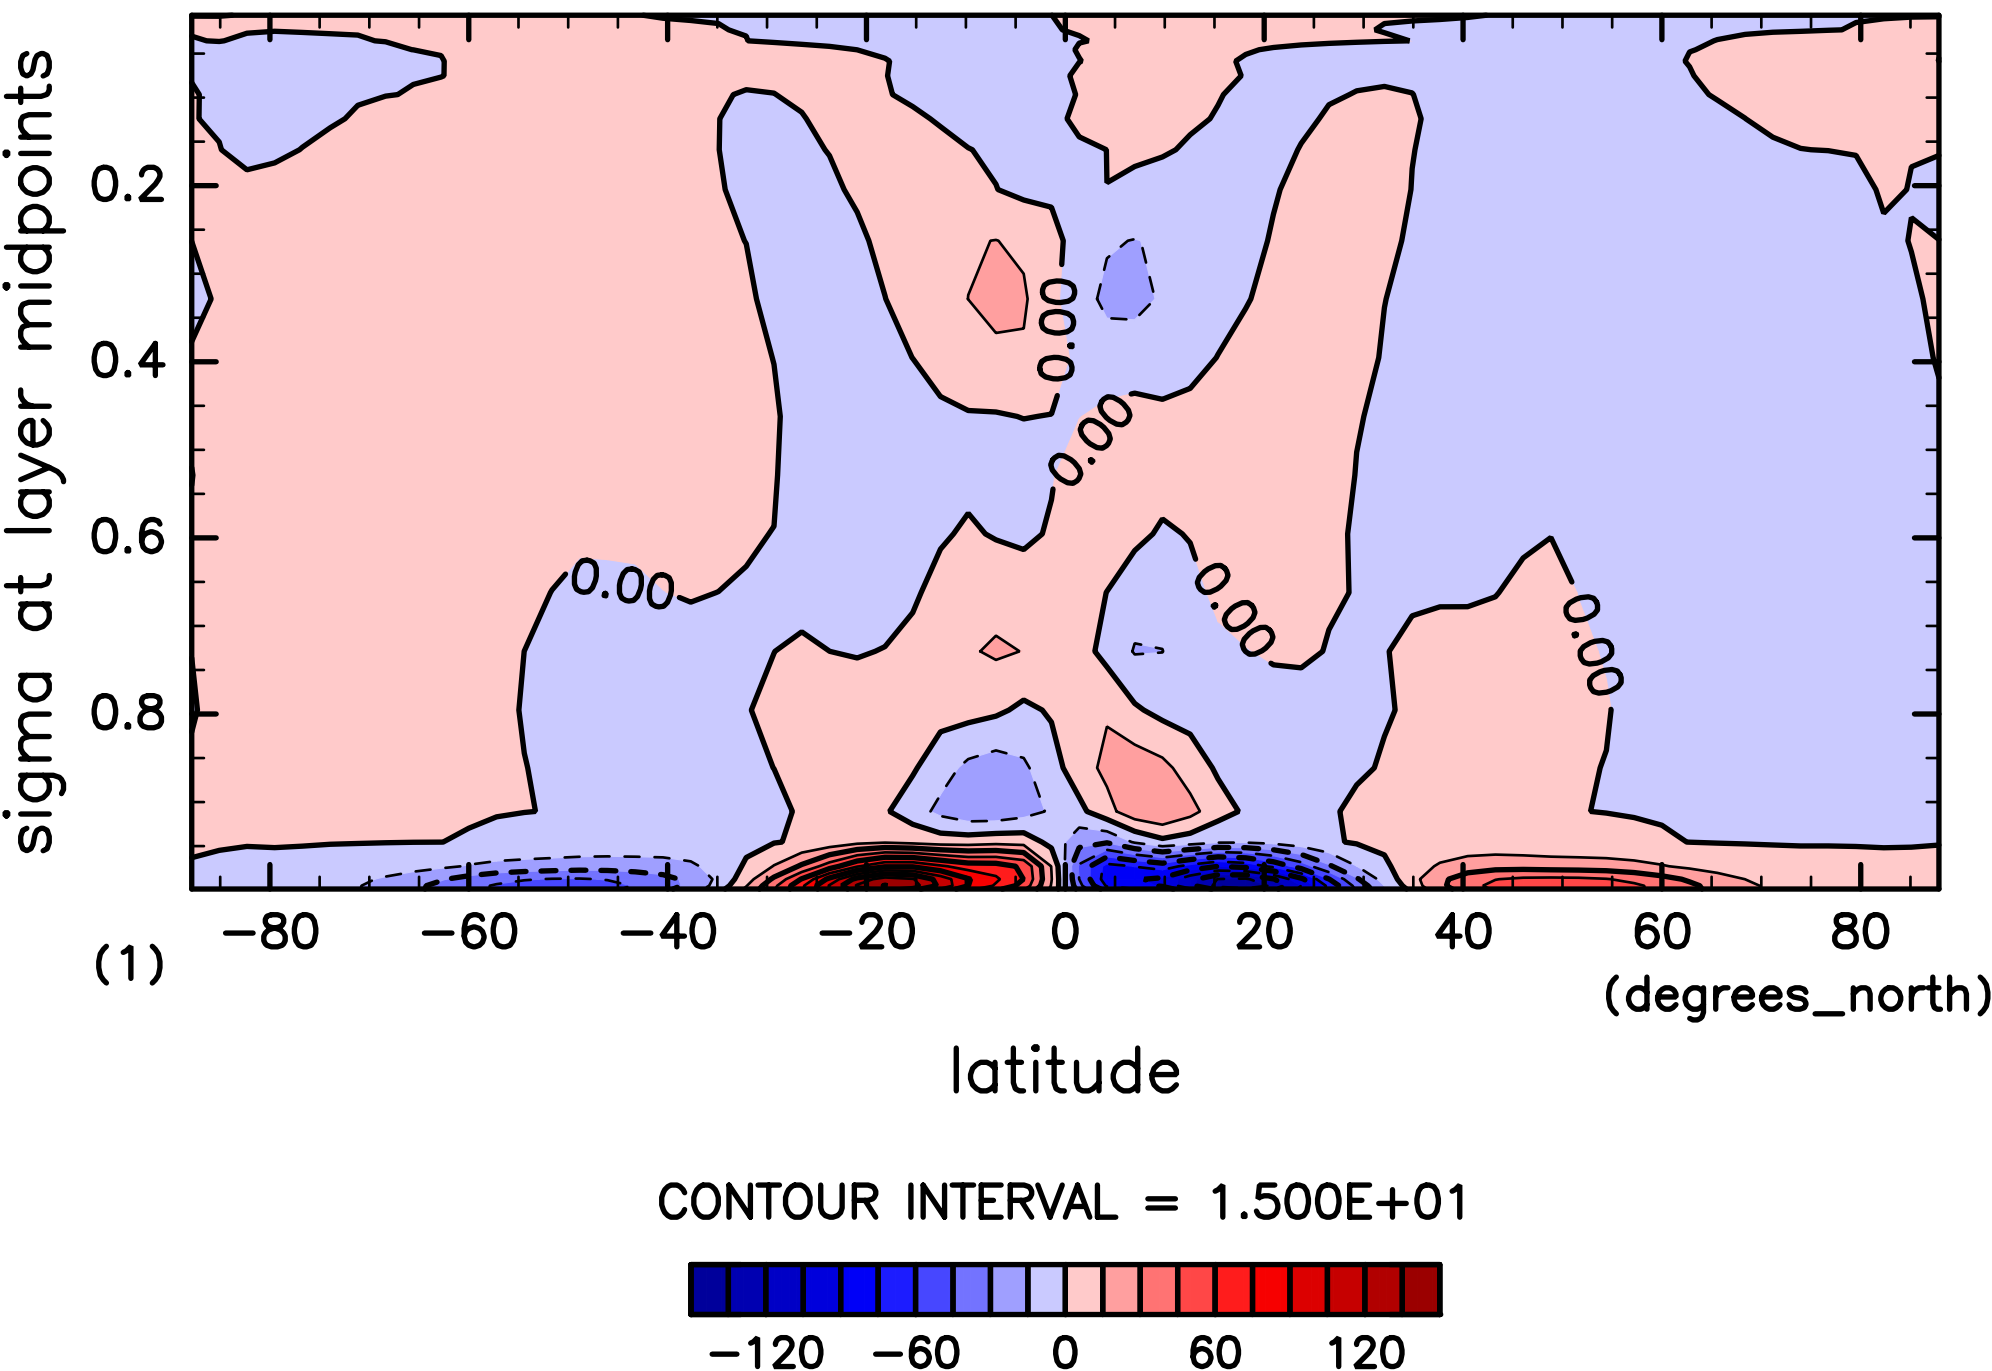 sigma at layer midpoints
0.2
0.4
0.6
0.8
0.00
0.00
0.00
0.00
0.00
−80 −60 −40 −20 0 20 40 60 80
(1)
(degrees_north)
latitude
CONTOUR INTERVAL = 1.500E+01
−120 −60 0 60 120